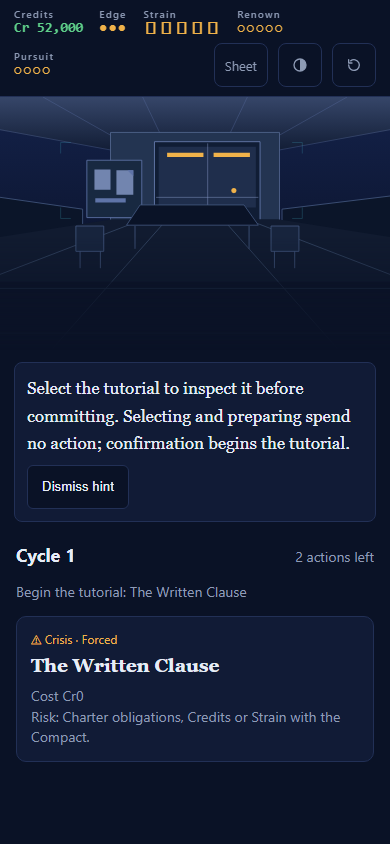 Credits
Cr 52,000
Edge
Strain
Renown
Pursuit
Sheet
Select the tutorial to inspect it before
committing. Selecting and preparing spend
no action; confirmation begins the tutorial.
Dismiss hint
Cycle 1
2 actions left
Begin the tutorial: The Written Clause
⚠ Crisis · Forced
The Written Clause
Cost Cr0
Risk: Charter obligations, Credits or Strain with the
Compact.